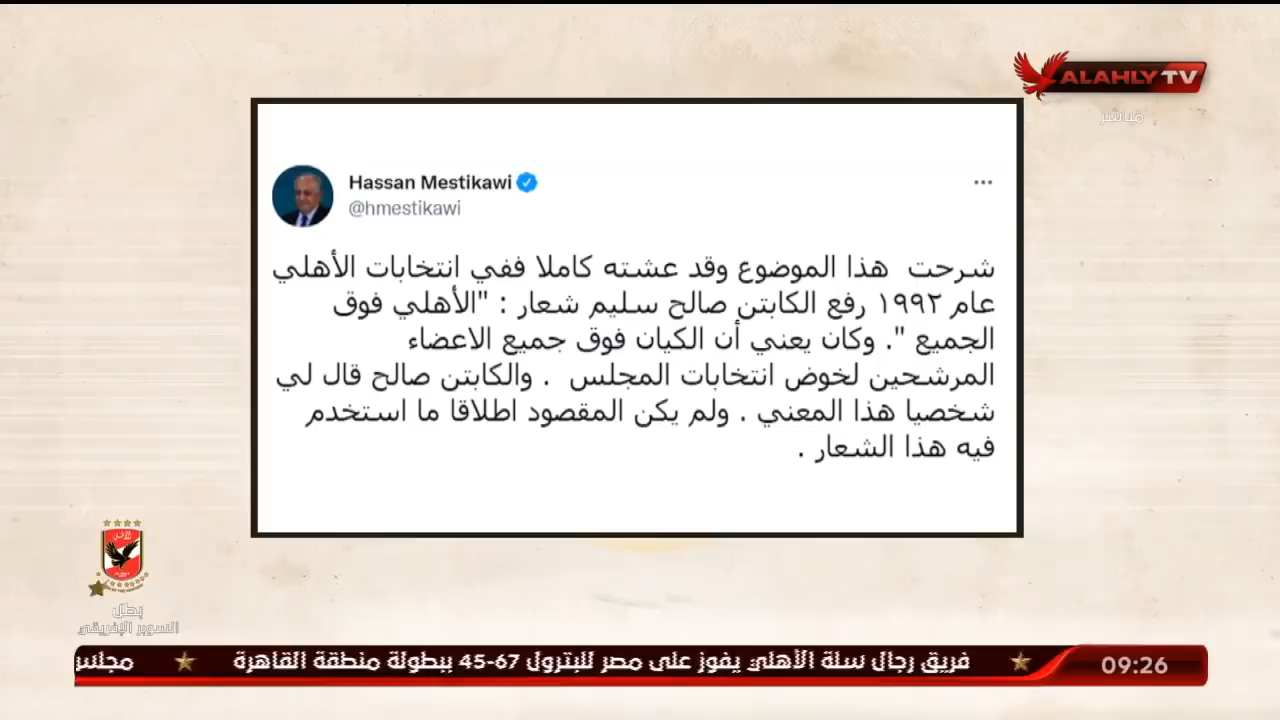 ALAHLY TV
مباشر
Hassan Mestikawi
@hmestikawi
شرحت هذا الموضوع وقد عشته كاملا ففي انتخابات الأهلي
عام ١٩٩٢ رفع الكابتن صالح سليم شعار : "الأهلي فوق
الجميع ". وكان يعني أن الكيان فوق جميع الاعضاء
المرشحين لخوض انتخابات المجلس . والكابتن صالح قال لي
شخصيا هذا المعني . ولم يكن المقصود اطلاقا ما استخدم
فيه هذا الشعار .
بطل
السوبر الإفريقي
09:26
فريق رجال سلة الأهلي يفوز على مصر للبترول 67-45 ببطولة منطقة القاهرة
مجلس